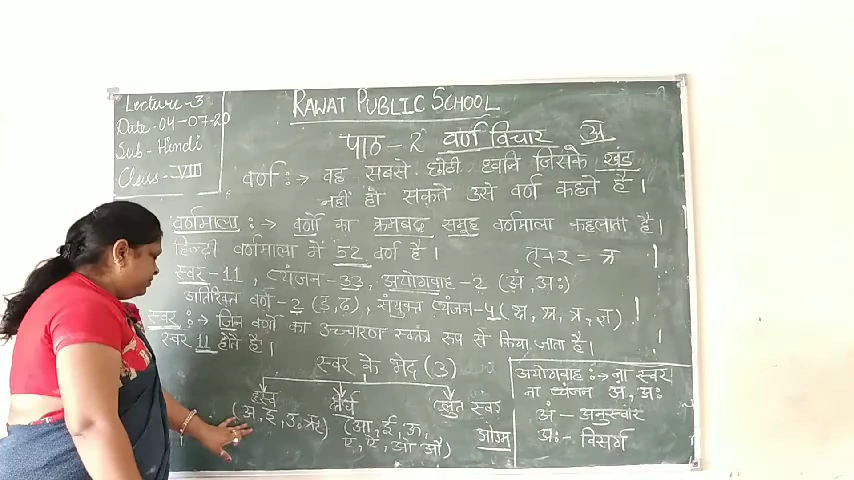 Lecture-3
Date-04-07-20
Sub-Hindi
Class-VIII
RAWAT PUBLIC SCHOOL
पाठ-2 वर्ण विचार अ
वर्ण :→ वह सबसे छोटी ध्वनि जिसके खंड
नहीं हो सकते उसे वर्ण कहते है।
वर्णमाला :→ वर्णों का क्रमबद्ध समूह वर्णमाला कहलाता है।
हिन्दी वर्णमाला में 52 वर्ण है।
त्+र = त्र
स्वर-11, व्यंजन-33, अयोगवाह-2 (अं, अः)
अतिरिक्त वर्ण-2 (ड़, ढ़), संयुक्त व्यंजन-4 (क्ष, त्र, ज्ञ)
स्वर :→ जिन वर्णों का उच्चारण स्वतंत्र रूप से किया जाता है।
स्वर 11 होते है।
स्वर के भेद (3)
ह्रस्व
(अ, इ, उ, ऋ)
दीर्घ
(आ, ई, ऊ,
ए, ऐ, ओ औ)
प्लुत स्वर
ओउम्
अयोगवाह :→ ना स्वर
ना व्यंजन अं, अः
अं - अनुस्वार
अः - विसर्ग